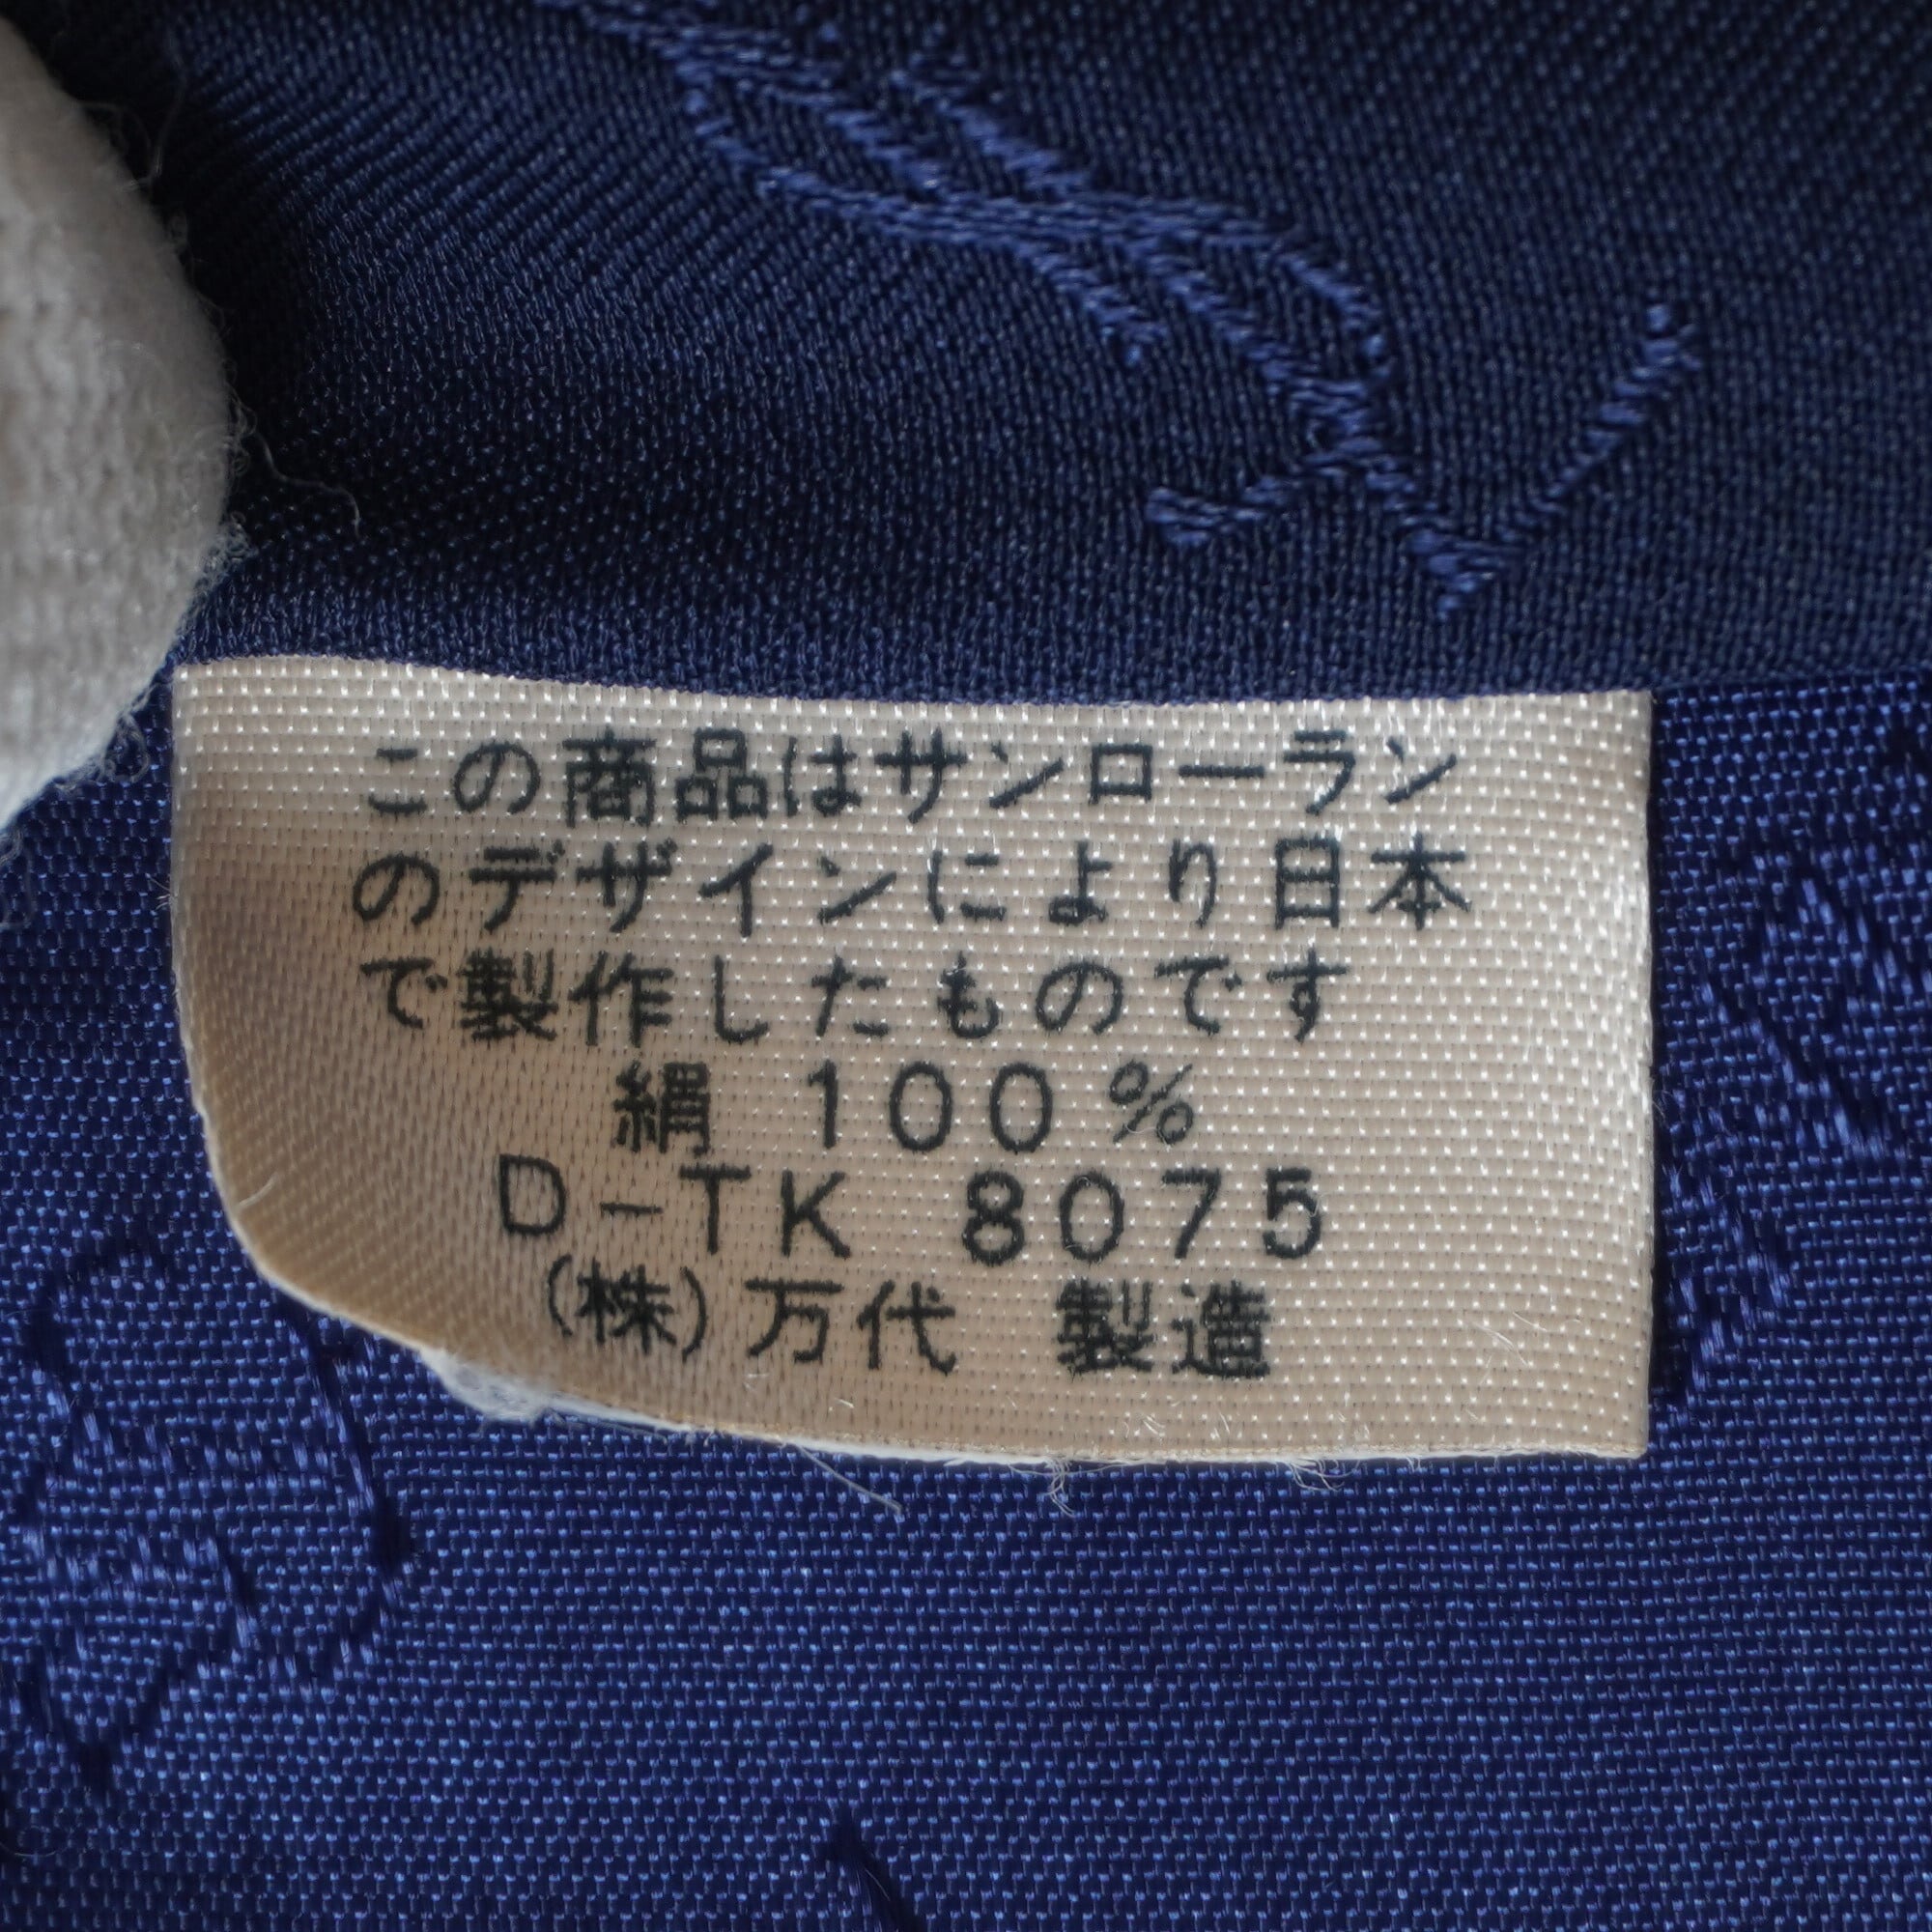 この商品はサンローラン
のデザインにより日本
で製作したものです
絹 100%
D-TK 8075
(株)万代 製造